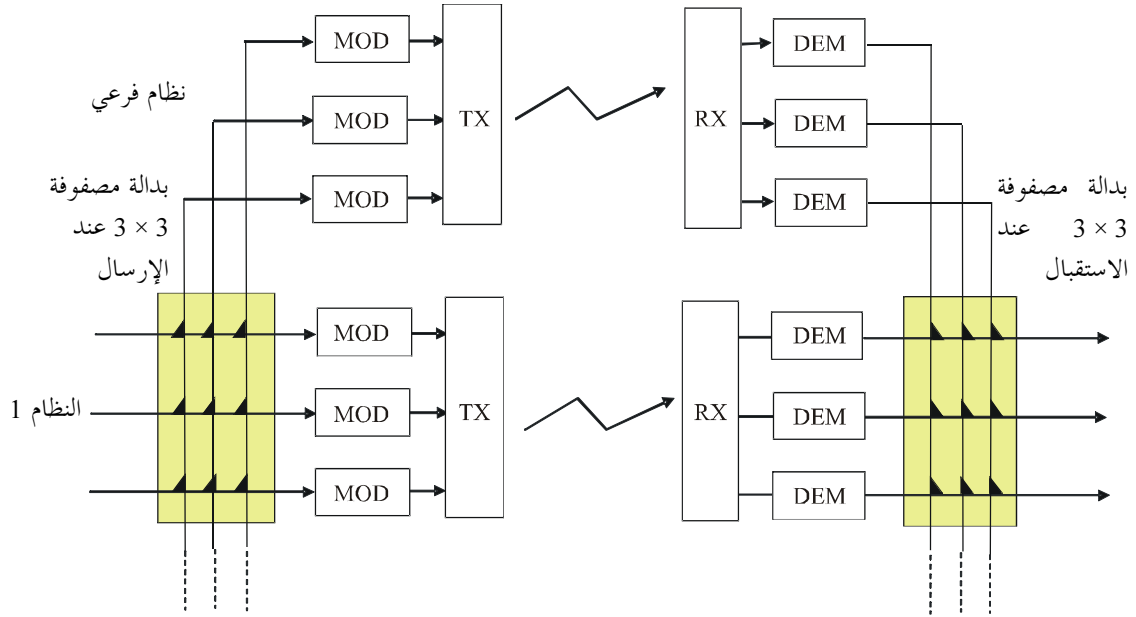 MOD
DEM
نظام فرعي
MOD
TX
RX
DEM
MOD
DEM
بدالة مصفوفة
3 × 3 عند
الإرسال
بدالة مصفوفة
3 × 3 عند
الاستقبال
MOD
DEM
النظام 1
MOD
TX
RX
DEM
MOD
DEM